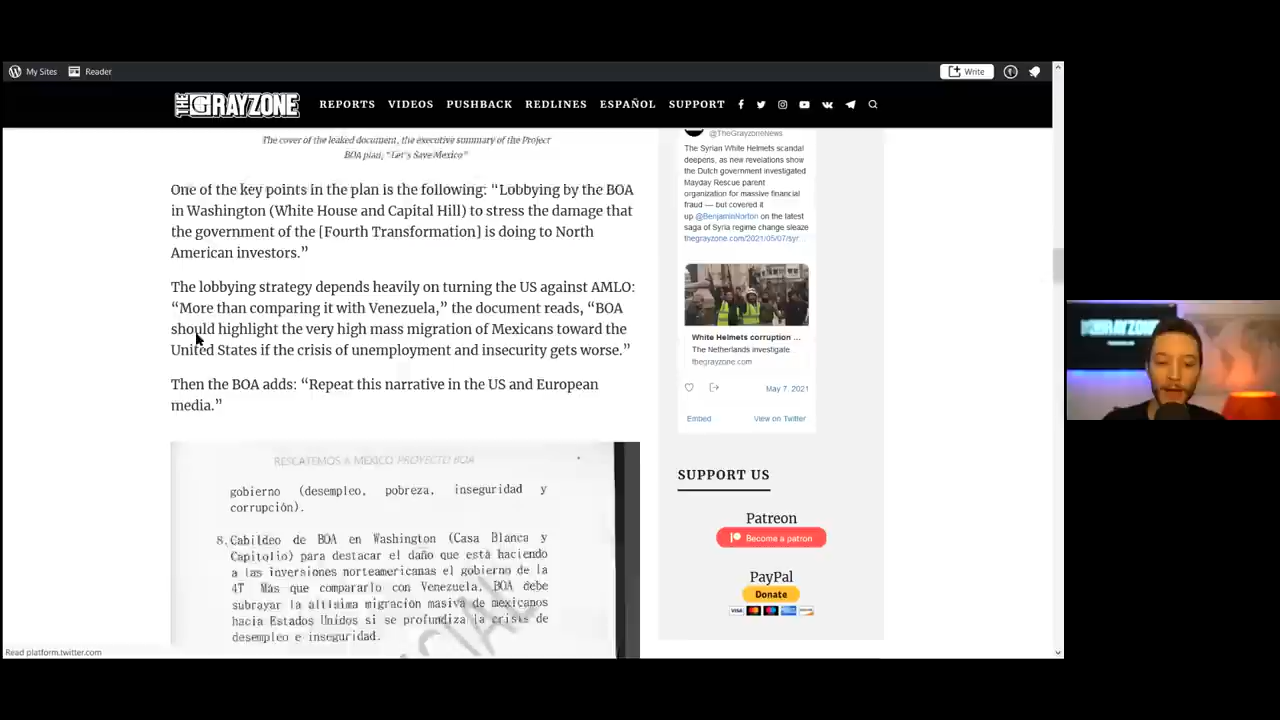 My Sites
Reader
Write
THE GRAYZONE
REPORTS VIDEOS PUSHBACK REDLINES ESPAÑOL SUPPORT
The cover of the leaked document, the executive summary of the Project
BOA plan, “Let’s Save Mexico”
One of the key points in the plan is the following: “Lobbying by the BOA
in Washington (White House and Capital Hill) to stress the damage that
the government of the [Fourth Transformation] is doing to North
American investors.”
The lobbying strategy depends heavily on turning the US against AMLO:
“More than comparing it with Venezuela,” the document reads, “BOA
should highlight the very high mass migration of Mexicans toward the
United States if the crisis of unemployment and insecurity gets worse.”
Then the BOA adds: “Repeat this narrative in the US and European
media.”
RESCATEMOS A MEXICO PROYECTO BOA
gobierno (desempleo, pobreza, inseguridad y
corrupción).
8. Cabildeo de BOA en Washington (Casa Blanca y
Capitolio) para destacar el daño que está haciendo
a las inversiones norteamericanas el gobierno de la
4T Más que compararlo con Venezuela, BOA debe
subrayar la altísima migración masiva de mexicanos
hacia Estados Unidos si se profundiza la crisis de
desempleo e inseguridad.
@TheGrayzoneNews
The Syrian White Helmets scandal
deepens, as new revelations show
the Dutch government investigated
Mayday Rescue parent
organization for massive financial
fraud — but covered it
up @BenjaminNorton on the latest
saga of Syria regime change sleaze
thegrayzone.com/2021/05/07/syr…
White Helmets corruption ...
The Netherlands investigate
thegrayzone.com
May 7, 2021
Embed
View on Twitter
SUPPORT US
Patreon
Become a patron
PayPal
Donate
VISA
Read platform.twitter.com
GRAYZONE